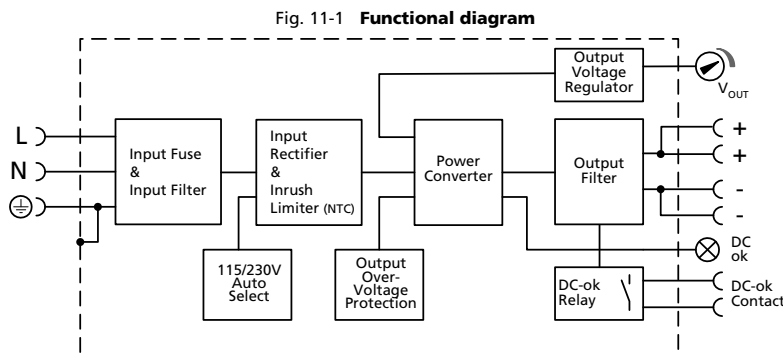 Fig. 11-1 Functional diagram
Output
Voltage
Regulator
VOUT
L
N
Input Fuse
&
Input Filter
Input
Rectifier
&
Inrush
Limiter (NTC)
Power
Converter
Output
Filter
+
+
-
-
DC
ok
115/230V
Auto
Select
Output
Over-
Voltage
Protection
DC-ok
Relay
DC-ok
Contact